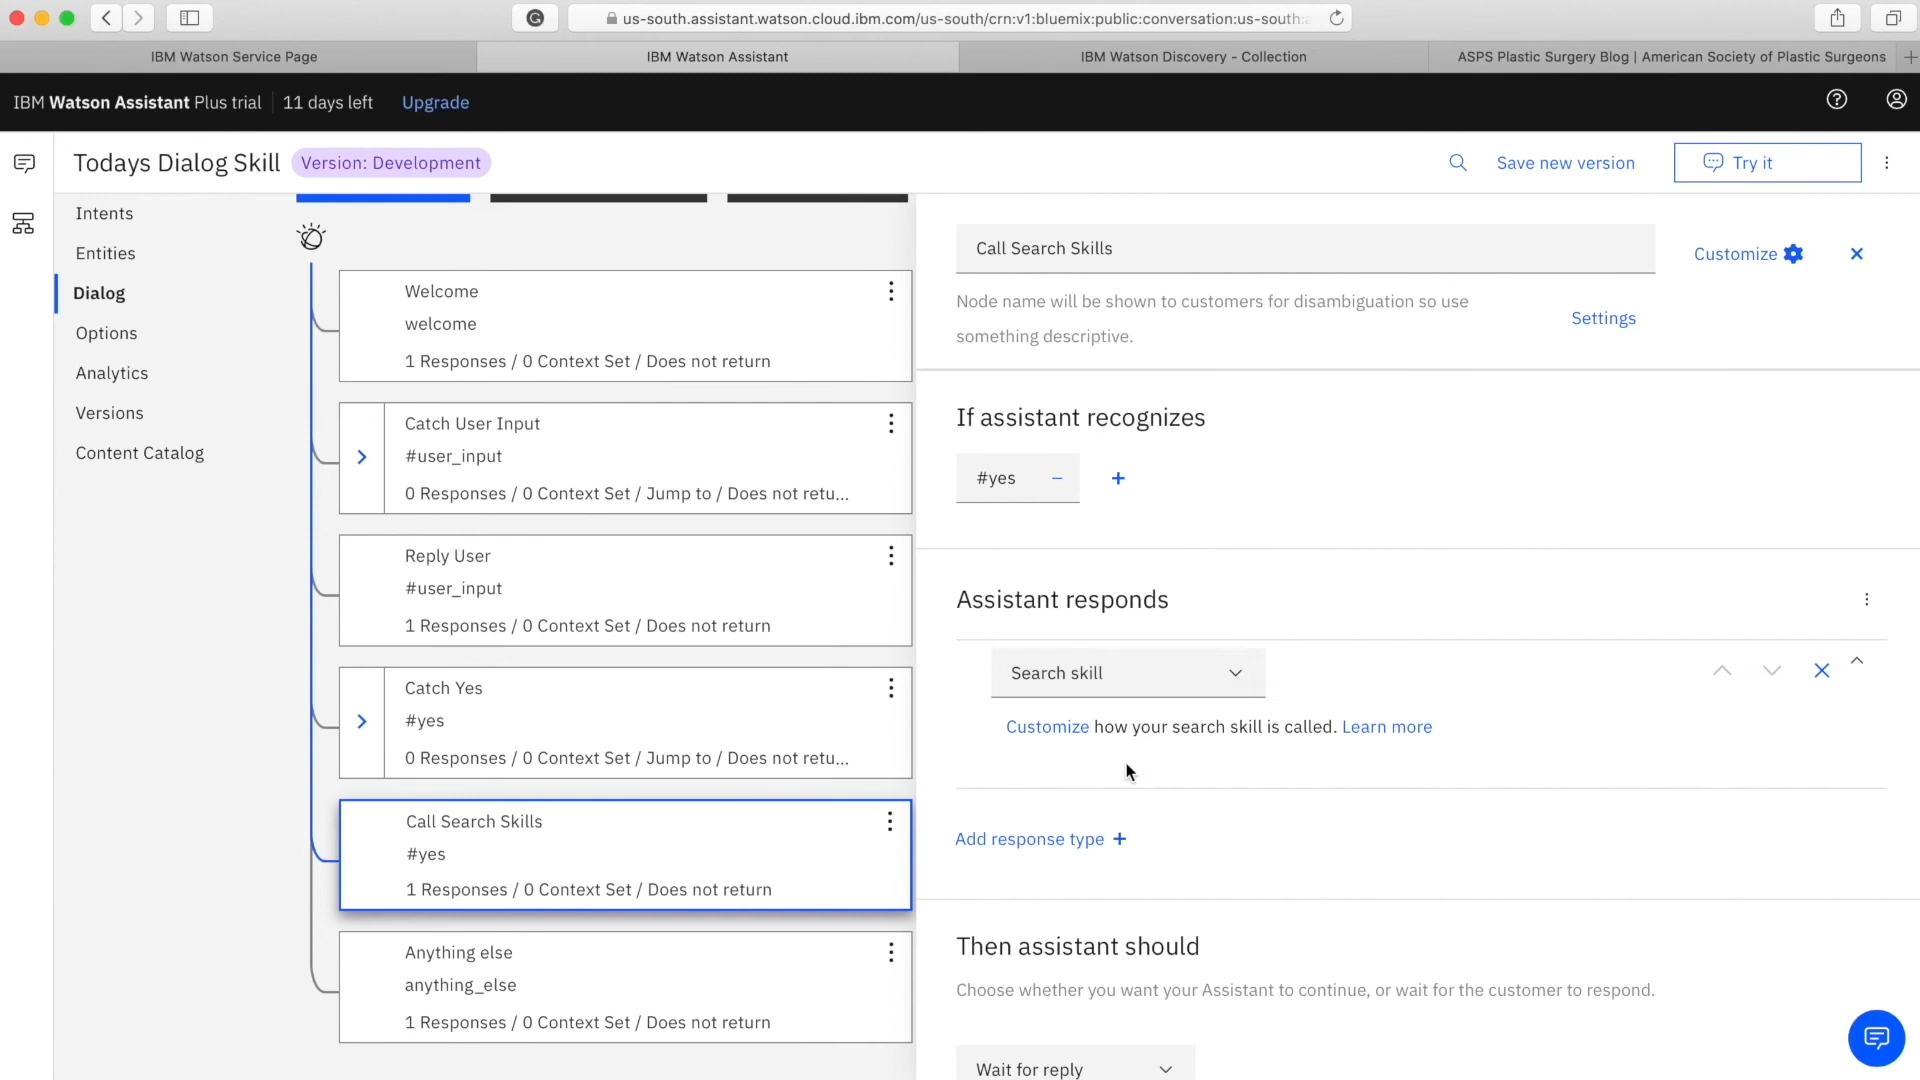 us-south.assistant.watson.cloud.ibm.com/us-south/crn:v1:bluemix:public:conversation:us-south:
IBM Watson Service Page
IBM Watson Assistant
IBM Watson Discovery - Collection
ASPS Plastic Surgery Blog | American Society of Plastic Surgeons
IBM Watson Assistant Plus trial
11 days left
Upgrade
Todays Dialog Skill
Version: Development
Save new version
Try it
Intents
Entities
Dialog
Options
Analytics
Versions
Content Catalog
Welcome
welcome
1 Responses / 0 Context Set / Does not return
Catch User Input
#user_input
0 Responses / 0 Context Set / Jump to / Does not retu...
Reply User
#user_input
1 Responses / 0 Context Set / Does not return
Catch Yes
#yes
0 Responses / 0 Context Set / Jump to / Does not retu...
Call Search Skills
#yes
1 Responses / 0 Context Set / Does not return
Anything else
anything_else
1 Responses / 0 Context Set / Does not return
Call Search Skills
Customize
Node name will be shown to customers for disambiguation so use
something descriptive.
Settings
If assistant recognizes
#yes
Assistant responds
Search skill
Customize how your search skill is called. Learn more
Add response type +
Then assistant should
Choose whether you want your Assistant to continue, or wait for the customer to respond.
Wait for reply